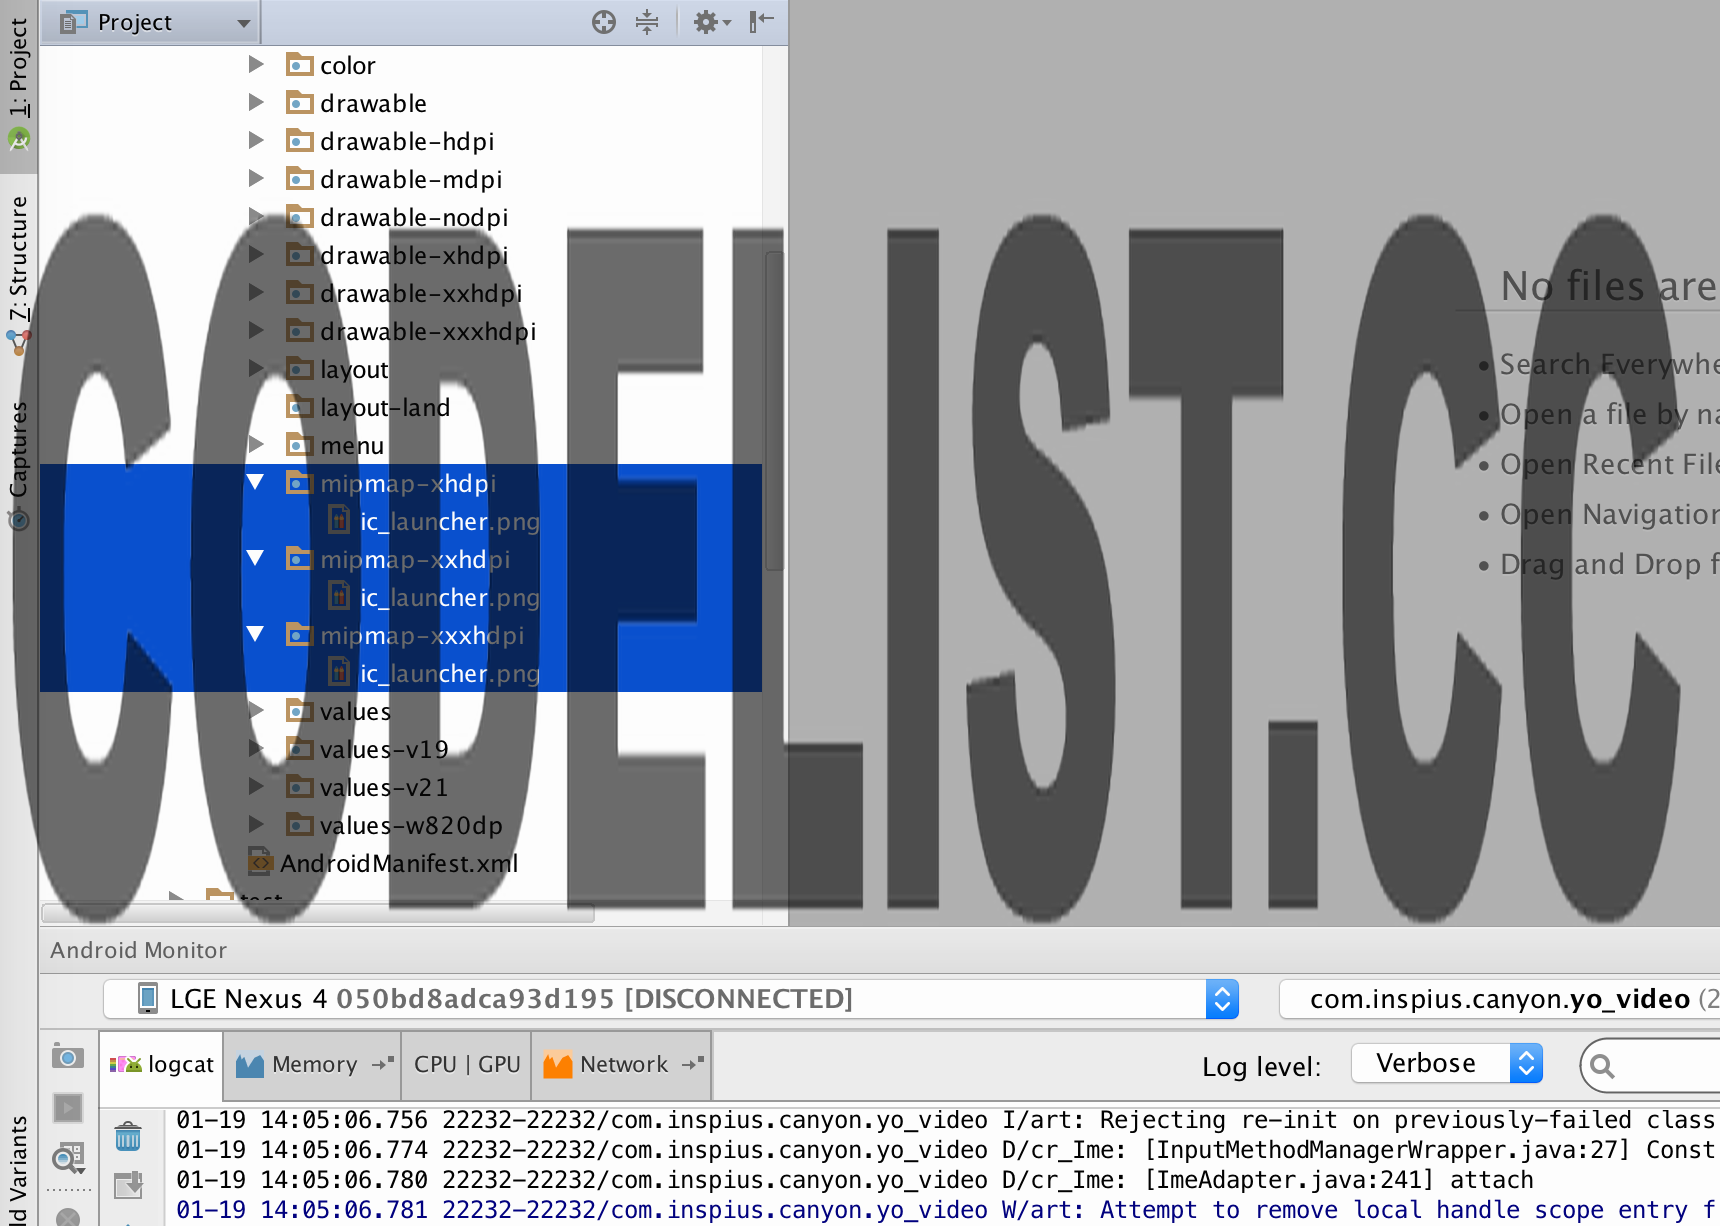 Project
1: Project
Z: Structure
Captures
color
drawable
drawable-hdpi
drawable-mdpi
drawable-nodpi
drawable-xhdpi
drawable-xxhdpi
drawable-xxxhdpi
layout
layout-land
menu
mipmap-xhdpi
ic_launcher.png
mipmap-xxhdpi
ic_launcher.png
mipmap-xxxhdpi
ic_launcher.png
values
values-v19
values-v21
values-w820dp
AndroidManifest.xml
test
CODELIST.CC
No files are
• Search Everywhe
• Open a file by na
• Open Recent File
• Open Navigation
• Drag and Drop f
Android Monitor
LGE Nexus 4 050bd8adca93d195 [DISCONNECTED]
com.inspius.canyon.yo_video (2
logcat
Memory
CPU | GPU
Network
Log level:
Verbose
ld Variants
01-19 14:05:06.756 22232-22232/com.inspius.canyon.yo_video I/art: Rejecting re-init on previously-failed class
01-19 14:05:06.774 22232-22232/com.inspius.canyon.yo_video D/cr_Ime: [InputMethodManagerWrapper.java:27] Const
01-19 14:05:06.780 22232-22232/com.inspius.canyon.yo_video D/cr_Ime: [ImeAdapter.java:241] attach
01-19 14:05:06.781 22232-22232/com.inspius.canyon.yo_video W/art: Attempt to remove local handle scope entry f